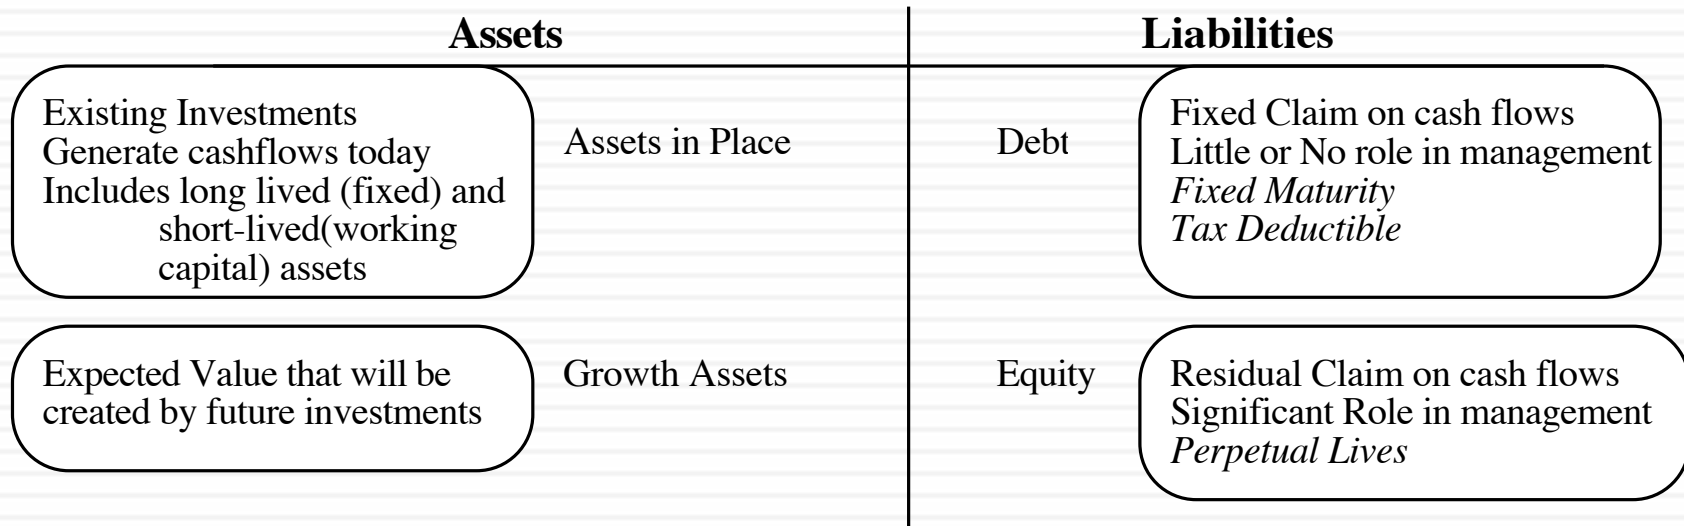 Assets
Liabilities
Existing Investments
Generate cashflows today
Includes long lived (fixed) and
short-lived(working
capital) assets
Assets in Place
Debt
Fixed Claim on cash flows
Little or No role in management
Fixed Maturity
Tax Deductible
Expected Value that will be
created by future investments
Growth Assets
Equity
Residual Claim on cash flows
Significant Role in management
Perpetual Lives